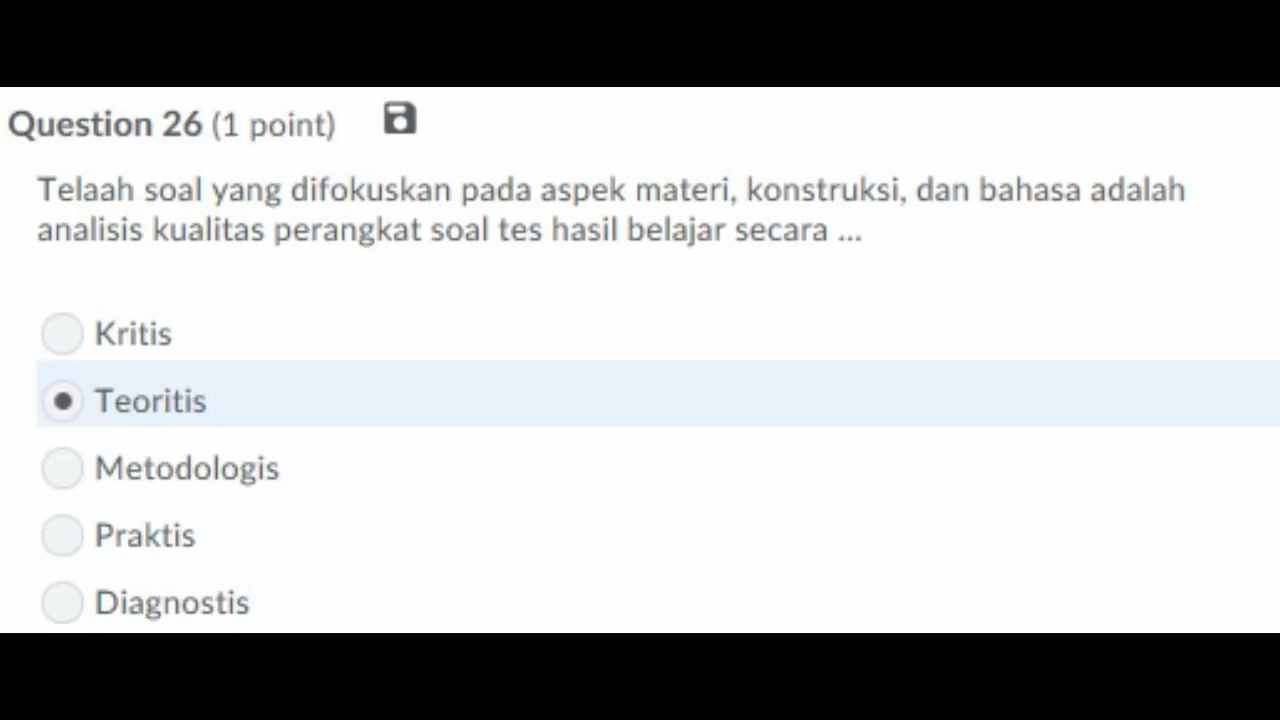 Question 26 (1 point)
Telaah soal yang difokuskan pada aspek materi, konstruksi, dan bahasa adalah
analisis kualitas perangkat soal tes hasil belajar secara ...
Kritis
Teoritis
Metodologis
Praktis
Diagnostis